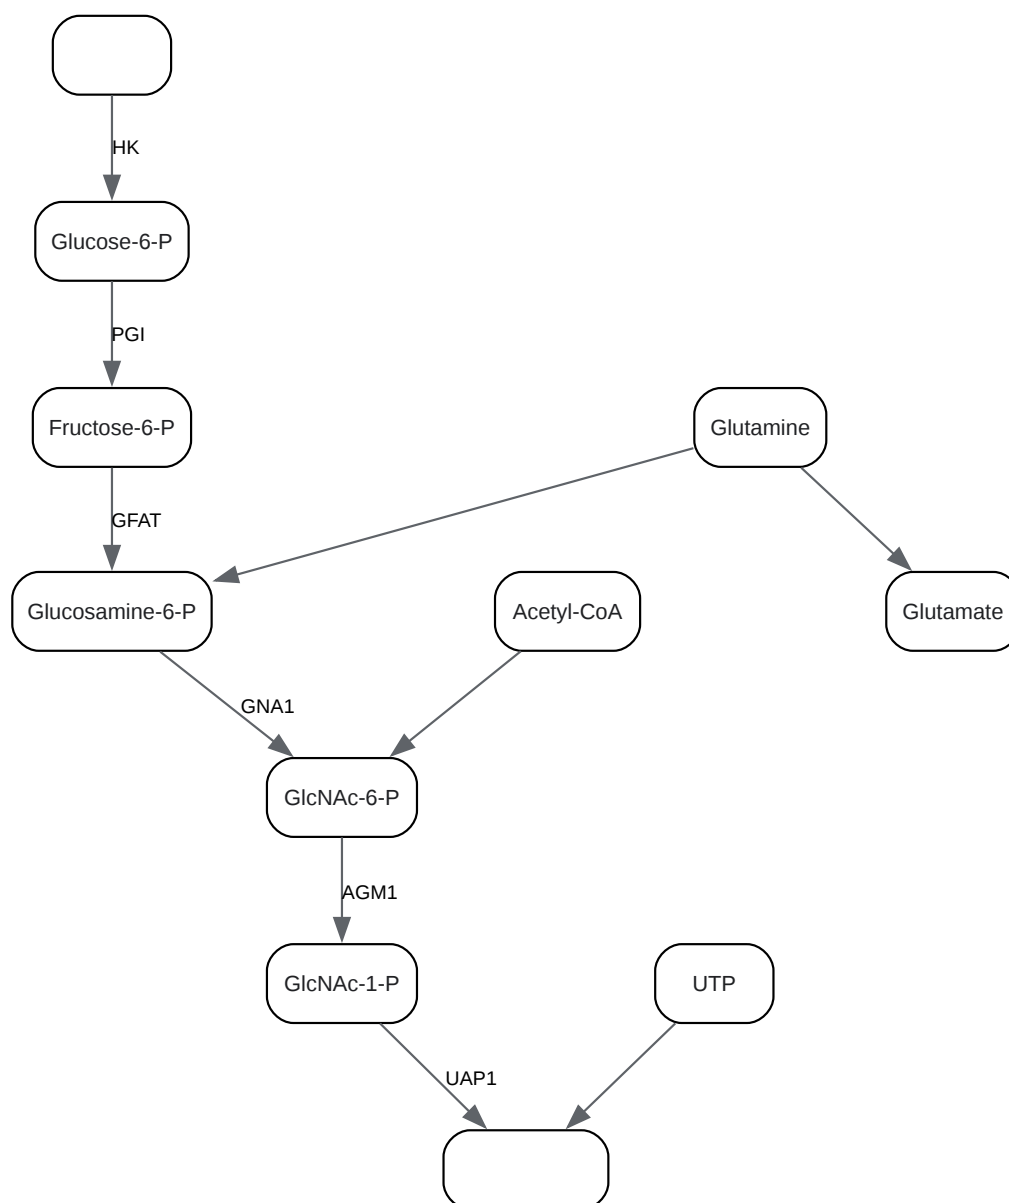 HK
Glucose-6-P
PGI
Fructose-6-P
Glutamine
GFAT
Glucosamine-6-P
Acetyl-CoA
Glutamate
GNA1
GlcNAc-6-P
AGM1
GlcNAc-1-P
UTP
UAP1